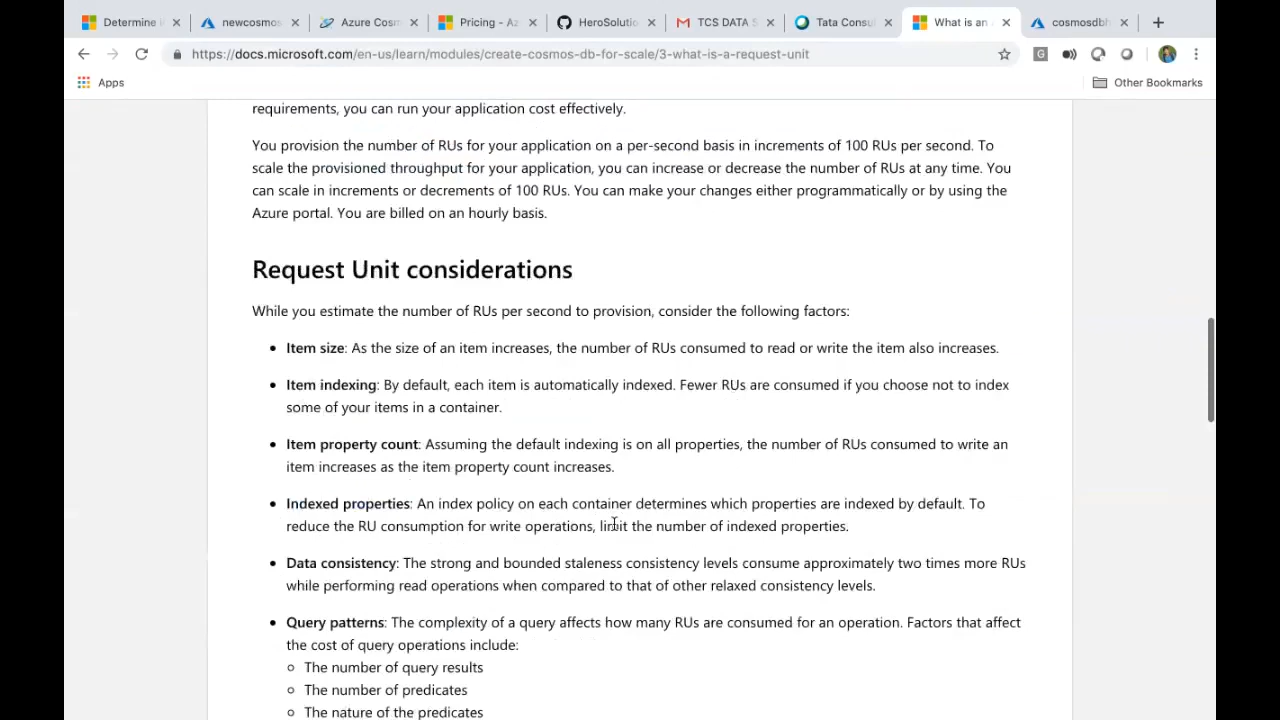 Determine i
newcosmos
Azure Cosm
Pricing - Az
HeroSolutio
TCS DATA S
Tata Consul
What is an
cosmosdbh
https://docs.microsoft.com/en-us/learn/modules/create-cosmos-db-for-scale/3-what-is-a-request-unit
Apps
Other Bookmarks
requirements, you can run your application cost effectively.
You provision the number of RUs for your application on a per-second basis in increments of 100 RUs per second. To
scale the provisioned throughput for your application, you can increase or decrease the number of RUs at any time. You
can scale in increments or decrements of 100 RUs. You can make your changes either programmatically or by using the
Azure portal. You are billed on an hourly basis.
Request Unit considerations
While you estimate the number of RUs per second to provision, consider the following factors:
• Item size: As the size of an item increases, the number of RUs consumed to read or write the item also increases.
• Item indexing: By default, each item is automatically indexed. Fewer RUs are consumed if you choose not to index
some of your items in a container.
• Item property count: Assuming the default indexing is on all properties, the number of RUs consumed to write an
item increases as the item property count increases.
• Indexed properties: An index policy on each container determines which properties are indexed by default. To
reduce the RU consumption for write operations, limit the number of indexed properties.
• Data consistency: The strong and bounded staleness consistency levels consume approximately two times more RUs
while performing read operations when compared to that of other relaxed consistency levels.
• Query patterns: The complexity of a query affects how many RUs are consumed for an operation. Factors that affect
the cost of query operations include:
○ The number of query results
○ The number of predicates
○ The nature of the predicates